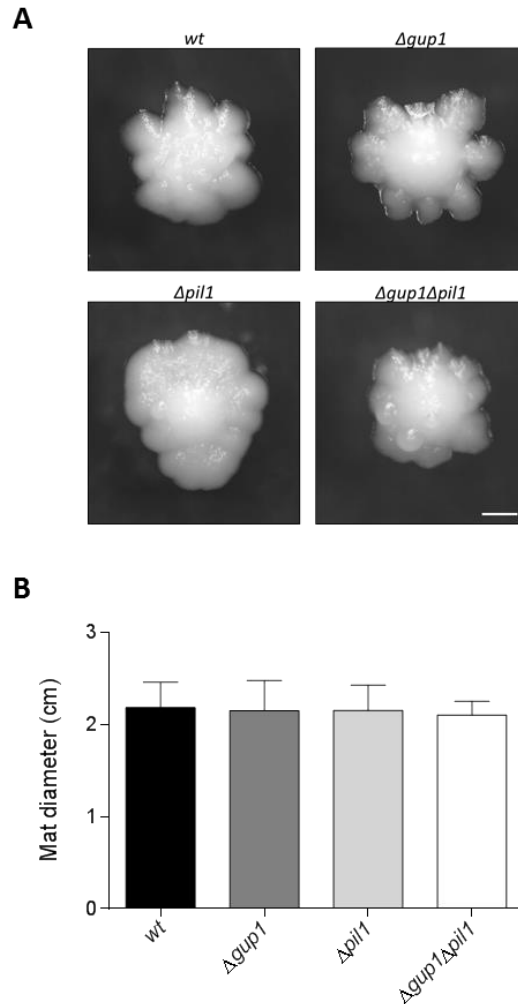 A
wt
Δgup1
Δpil1
Δgup1Δpil1
B
Mat diameter (cm)
3
2
1
0
wt
Δgup1
Δpil1
Δgup1Δpil1